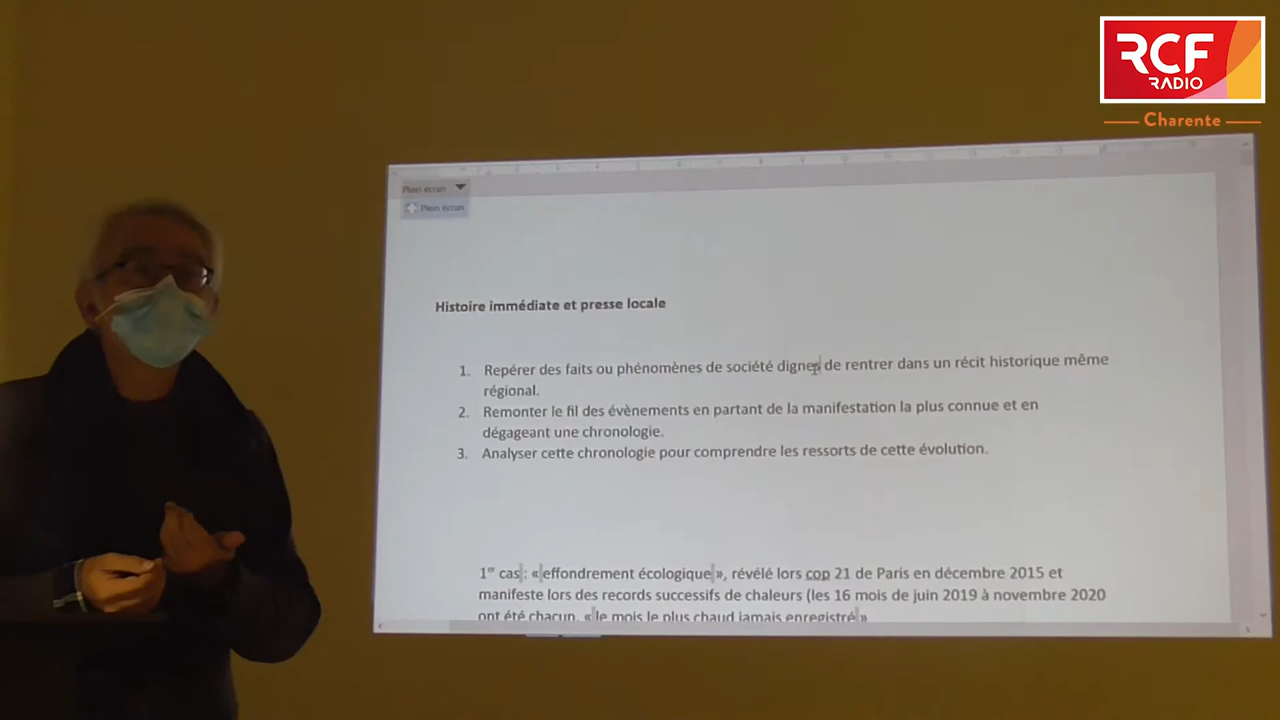 RCF
RADIO
Charente
Plein écran
Plein écran
Histoire immédiate et presse locale
1. Repérer des faits ou phénomènes de société dignes de rentrer dans un récit historique même
régional.
2. Remonter le fil des évènements en partant de la manifestation la plus connue et en
dégageant une chronologie.
3. Analyser cette chronologie pour comprendre les ressorts de cette évolution.
1er cas : « effondrement écologique », révélé lors cop 21 de Paris en décembre 2015 et
manifeste lors des records successifs de chaleurs (les 16 mois de juin 2019 à novembre 2020
ont été chacun, « le mois le plus chaud jamais enregistré »